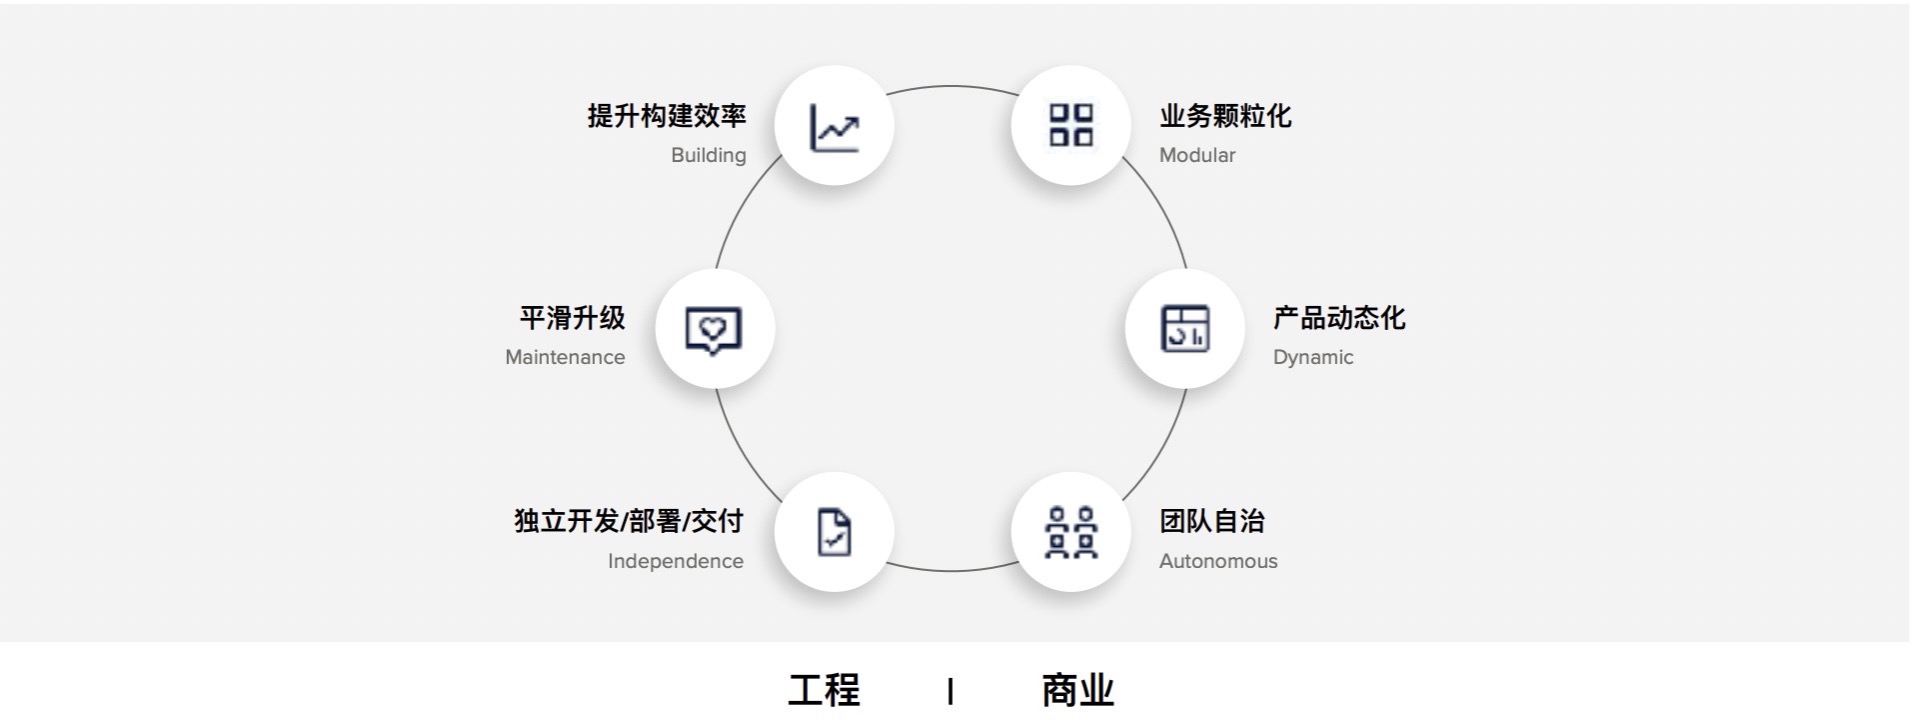 提升构建效率
Building
业务颗粒化
Modular
平滑升级
Maintenance
产品动态化
Dynamic
独立开发/部署/交付
Independence
团队自治
Autonomous
工程 | 商业